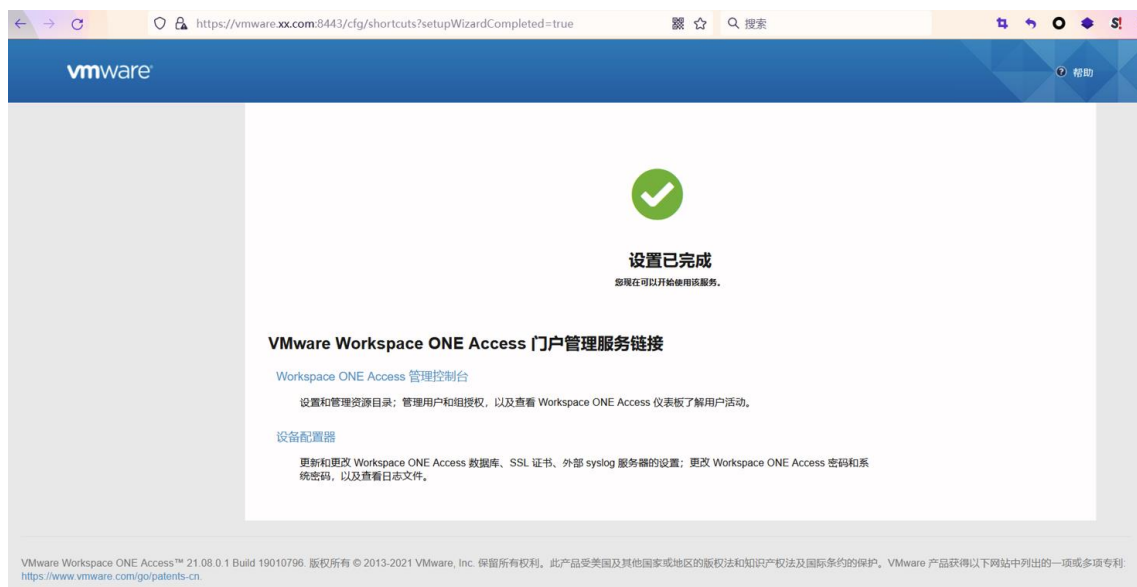 https://vmware.xx.com:8443/cfg/shortcuts?setupWizardCompleted=true
搜索
vmware
帮助
设置已完成
您现在可以开始使用该服务。
VMware Workspace ONE Access 门户管理服务链接
Workspace ONE Access 管理控制台
设置和管理资源目录；管理用户和组授权，以及查看 Workspace ONE Access 仪表板了解用户活动。
设备配置器
更新和更改 Workspace ONE Access 数据库、SSL 证书、外部 syslog 服务器的设置；更改 Workspace ONE Access 密码和系
统密码，以及查看日志文件。
VMware Workspace ONE Access™ 21.08.0.1 Build 19010796. 版权所有 © 2013-2021 VMware, Inc. 保留所有权利。此产品受美国及其他国家或地区的版权法和知识产权法及国际条约的保护。VMware 产品获得以下网站中列出的一项或多项专利:
https://www.vmware.com/go/patents-cn.